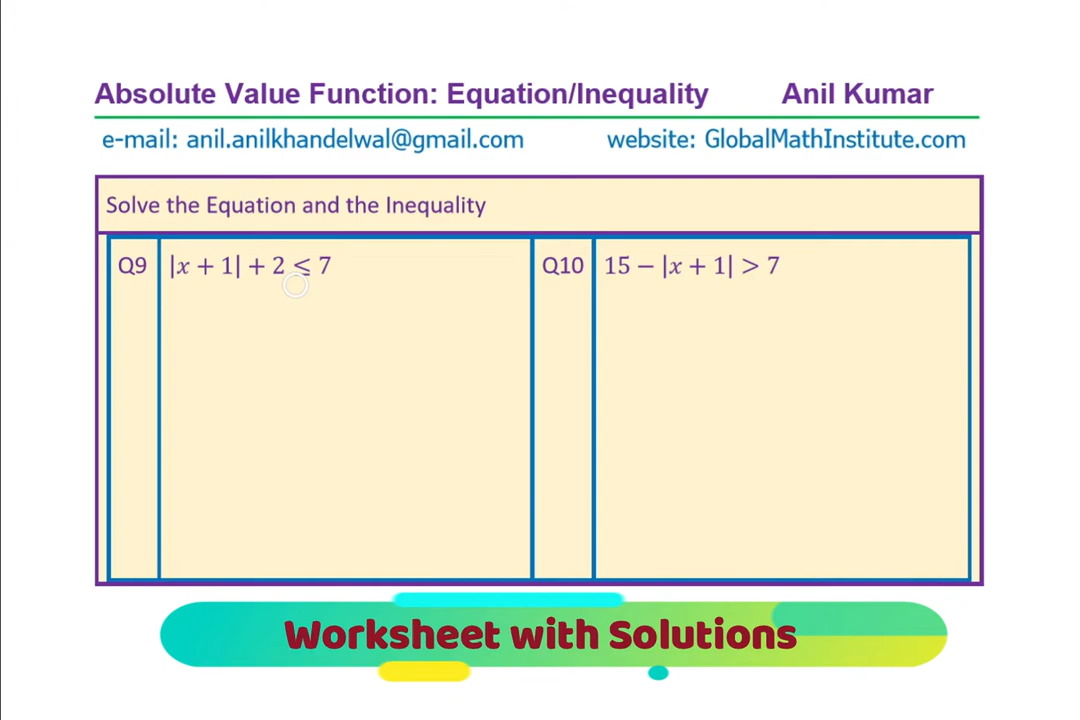 Absolute Value Function: Equation/Inequality Anil Kumar
e-mail: anil.anilkhandelwal@gmail.com website: GlobalMathInstitute.com
Solve the Equation and the Inequality
Q9 |x + 1| + 2 ≤ 7 Q10 15 − |x + 1| > 7
Worksheet with Solutions